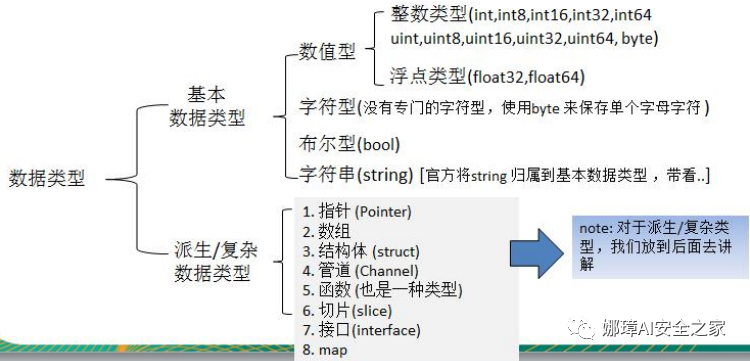 整数类型(int,int8,int16,int32,int64
uint,uint8,uint16,uint32,uint64, byte)
数值型
浮点类型(float32,float64)
基本
数据类型
字符型(没有专门的字符型，使用byte 来保存单个字母字符)
布尔型(bool)
字符串(string) [官方将string 归属到基本数据类型 ，带看..]
数据类型
派生/复杂
数据类型
1. 指针 (Pointer)
2. 数组
3. 结构体 (struct)
4. 管道 (Channel)
5. 函数 (也是一种类型)
6. 切片(slice)
7. 接口(interface)
8. map
note: 对于派生/复杂类
型，我们放到后面去讲
解
娜璋AI安全之家